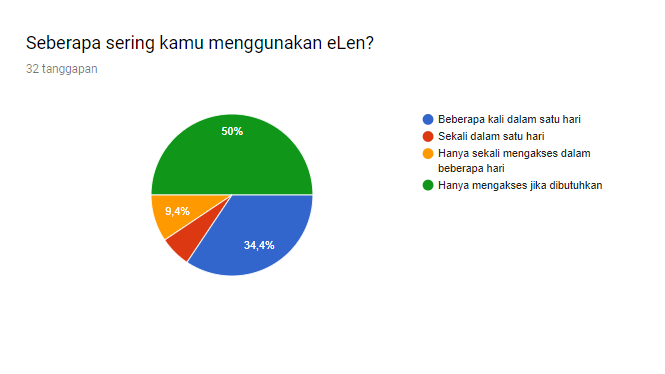 Seberapa sering kamu menggunakan eLen?
32 tanggapan
50%
9,4%
34,4%
Beberapa kali dalam satu hari
Sekali dalam satu hari
Hanya sekali mengakses dalam
beberapa hari
Hanya mengakses jika dibutuhkan